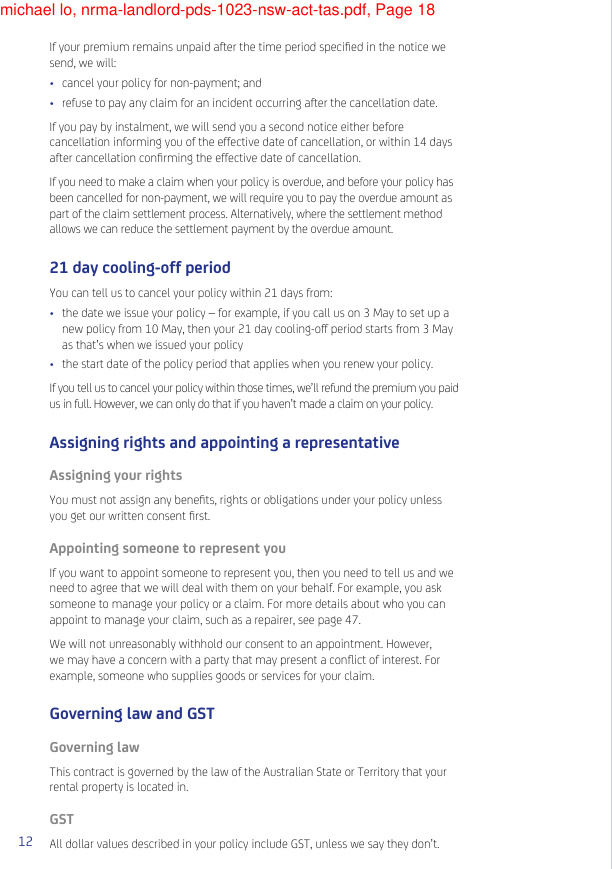 michael lo, nrma-landlord-pds-1023-nsw-act-tas.pdf, Page 18
If your premium remains unpaid after the time period specified in the notice we
send, we will:
• cancel your policy for non-payment; and
• refuse to pay any claim for an incident occurring after the cancellation date.
If you pay by instalment, we will send you a second notice either before
cancellation informing you of the effective date of cancellation, or within 14 days
after cancellation confirming the effective date of cancellation.
If you need to make a claim when your policy is overdue, and before your policy has
been cancelled for non-payment, we will require you to pay the overdue amount as
part of the claim settlement process. Alternatively, where the settlement method
allows we can reduce the settlement payment by the overdue amount.
21 day cooling-off period
You can tell us to cancel your policy within 21 days from:
• the date we issue your policy – for example, if you call us on 3 May to set up a
new policy from 10 May, then your 21 day cooling-off period starts from 3 May
as that's when we issued your policy
• the start date of the policy period that applies when you renew your policy.
If you tell us to cancel your policy within those times, we'll refund the premium you paid
us in full. However, we can only do that if you haven't made a claim on your policy.
Assigning rights and appointing a representative
Assigning your rights
You must not assign any benefits, rights or obligations under your policy unless
you get our written consent first.
Appointing someone to represent you
If you want to appoint someone to represent you, then you need to tell us and we
need to agree that we will deal with them on your behalf. For example, you ask
someone to manage your policy or a claim. For more details about who you can
appoint to manage your claim, such as a repairer, see page 47.
We will not unreasonably withhold our consent to an appointment. However,
we may have a concern with a party that may present a conflict of interest. For
example, someone who supplies goods or services for your claim.
Governing law and GST
Governing law
This contract is governed by the law of the Australian State or Territory that your
rental property is located in.
GST
12 All dollar values described in your policy include GST, unless we say they don't.